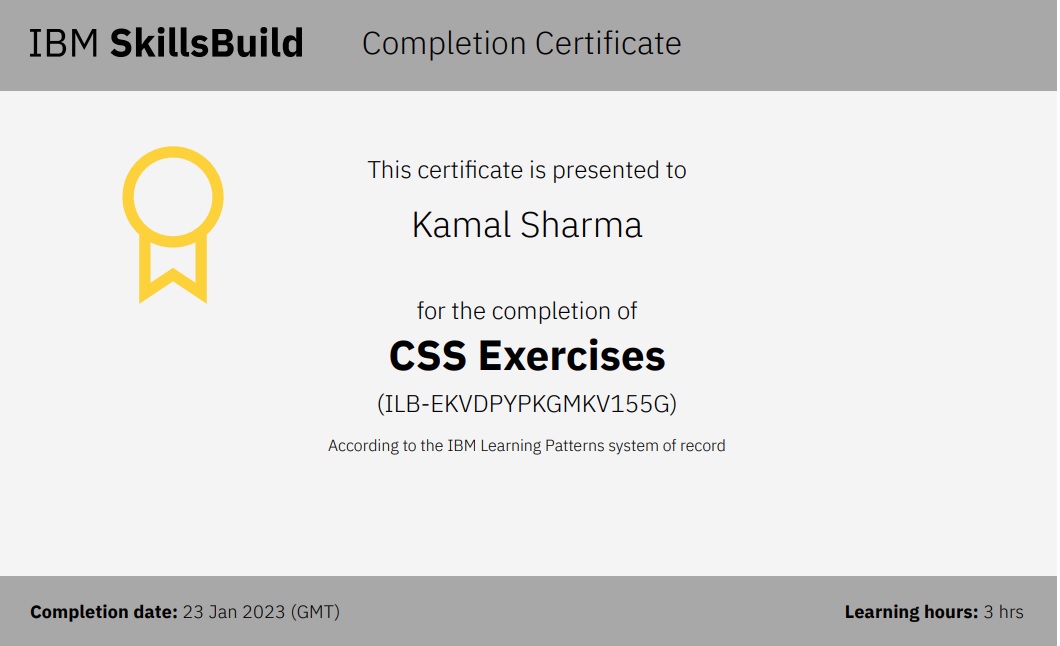 IBM SkillsBuild Completion Certificate
This certificate is presented to
Kamal Sharma
for the completion of
CSS Exercises
(ILB-EKVDPYPKGMKV155G)
According to the IBM Learning Patterns system of record
Completion date: 23 Jan 2023 (GMT) Learning hours: 3 hrs